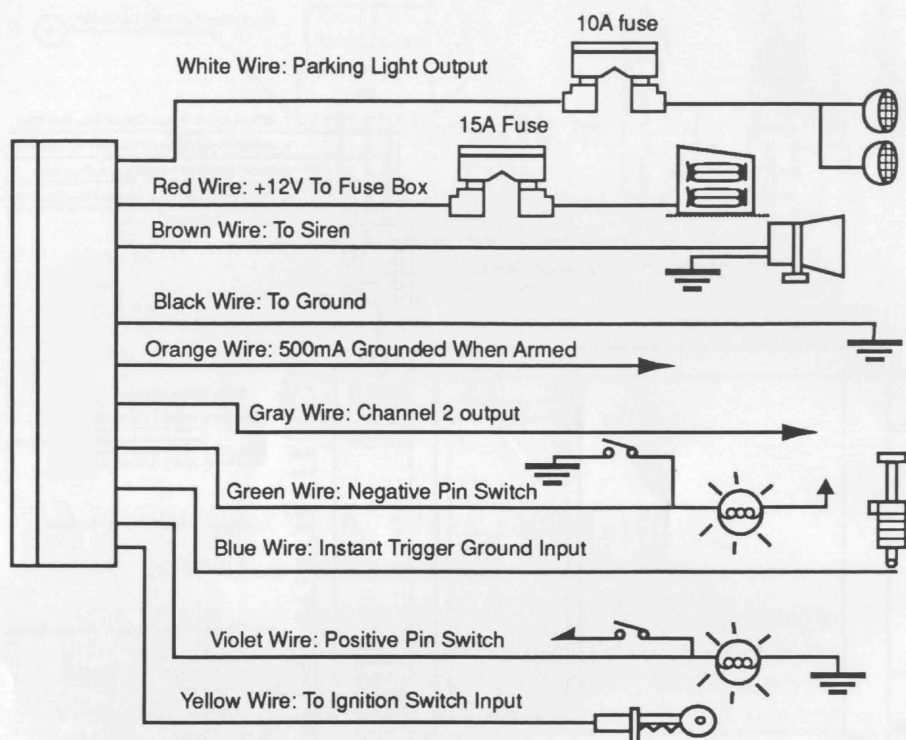 10A fuse
White Wire: Parking Light Output
15A Fuse
Red Wire: +12V To Fuse Box
Brown Wire: To Siren
Black Wire: To Ground
Orange Wire: 500mA Grounded When Armed
Gray Wire: Channel 2 output
Green Wire: Negative Pin Switch
Blue Wire: Instant Trigger Ground Input
Violet Wire: Positive Pin Switch
Yellow Wire: To Ignition Switch Input